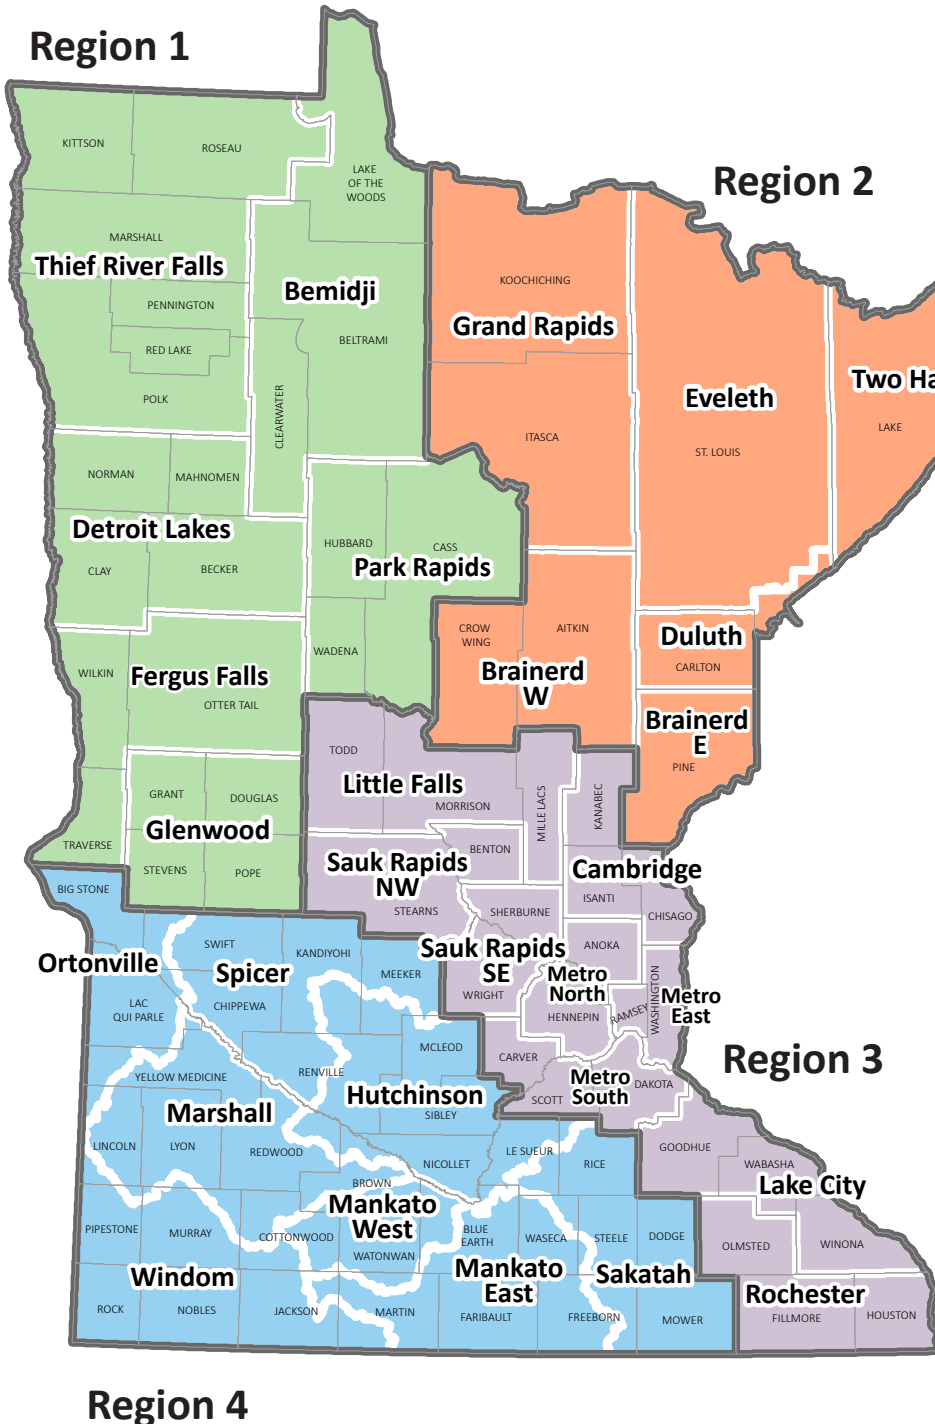 Region 1
KITTSON
ROSEAU
LAKE
OF THE
WOODS
Region 2
MARSHALL
Thief River Falls
Bemidji
KOOCHICHING
PENNINGTON
Grand Rapids
BELTRAMI
RED LAKE
POLK
CLEARWATER
Eveleth
Two Ha
LAKE
ITASCA
ST. LOUIS
NORMAN
MAHNOMEN
Detroit Lakes
HUBBARD
CASS
Park Rapids
CLAY
BECKER
CROW
WING
AITKIN
Duluth
CARLTON
WADENA
WILKIN
Fergus Falls
OTTER TAIL
Brainerd
W
Brainerd
E
PINE
TODD
Little Falls
MORRISON
MILLE LACS
KANABEC
GRANT
DOUGLAS
Glenwood
TRAVERSE
STEVENS
POPE
BENTON
Sauk Rapids
NW
Cambridge
BIG STONE
ISANTI
STEARNS
SHERBURNE
CHISAGO
SWIFT
KANDIYOHI
Sauk Rapids
SE
ANOKA
Ortonville
Spicer
MEEKER
Metro
North
WRIGHT
WASHINGTON
Metro
East
LAC
QUI PARLE
CHIPPEWA
HENNEPIN
RAMSEY
MCLEOD
CARVER
Region 3
YELLOW MEDICINE
RENVILLE
Metro
South
DAKOTA
Hutchinson
SCOTT
Marshall
SIBLEY
LINCOLN
LYON
REDWOOD
LE SUEUR
RICE
GOODHUE
NICOLLET
WABASHA
BROWN
Lake City
Mankato
West
PIPESTONE
MURRAY
COTTONWOOD
BLUE
EARTH
WASECA
STEELE
DODGE
OLMSTED
WINONA
WATONWAN
Windom
Mankato
East
Sakatah
Rochester
ROCK
NOBLES
JACKSON
MARTIN
FARIBAULT
FREEBORN
MOWER
FILLMORE
HOUSTON
Region 4